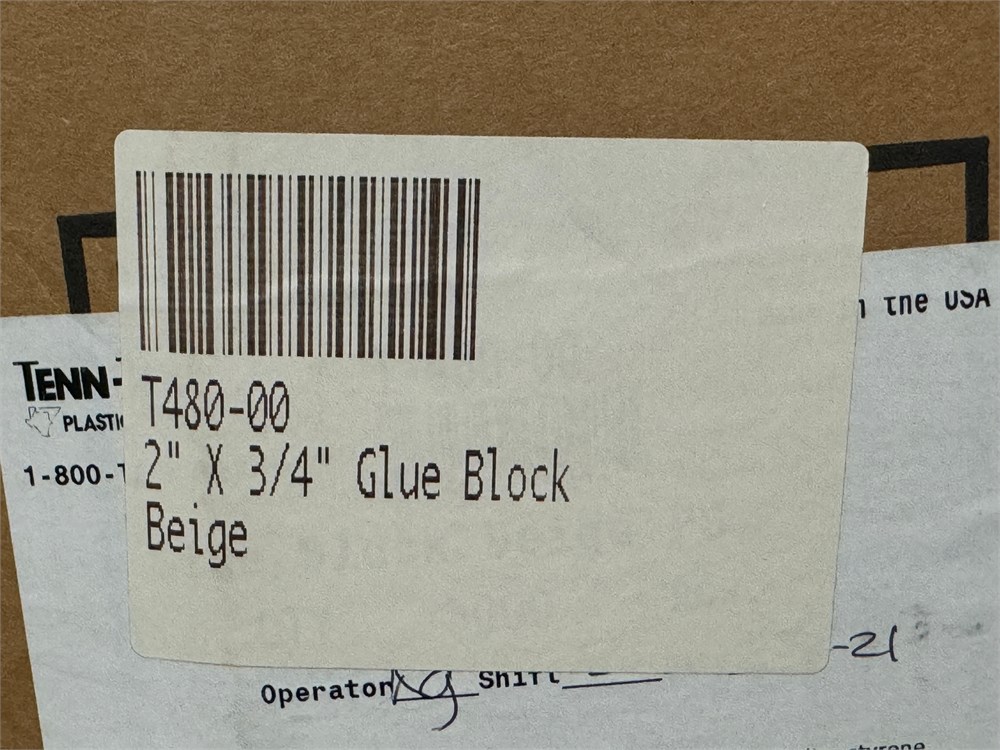 the USA
TENN-
PLASTIC
1-800-
T480-00
2" X 3/4" Glue Block
Beige
-21
Operator Shift